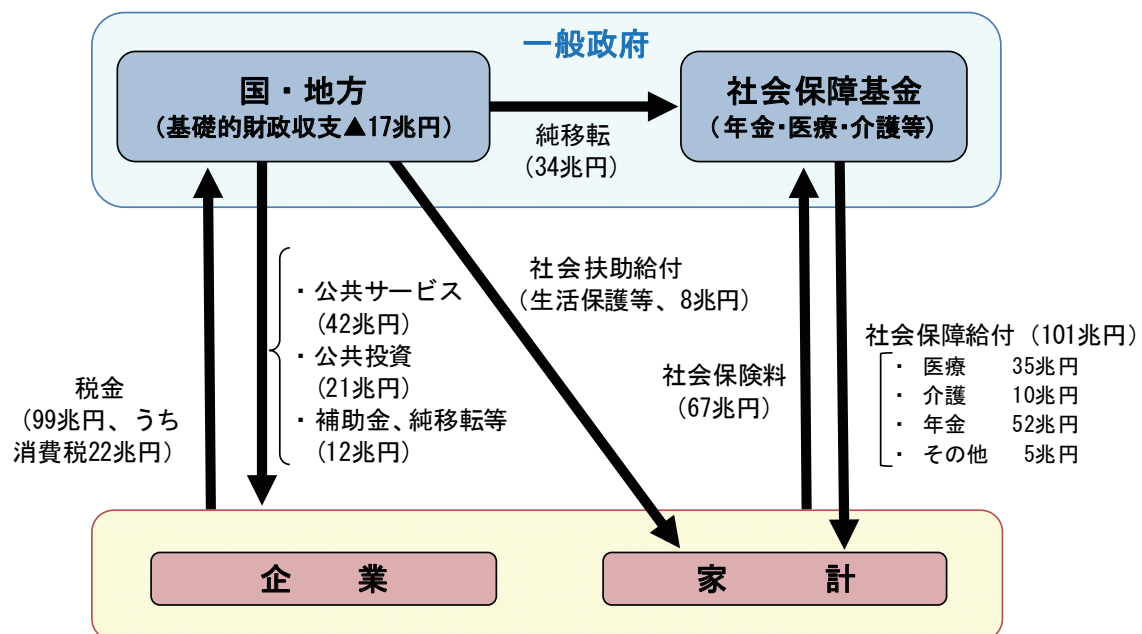 一般政府
国・地方
(基礎的財政収支▲17兆円)
社会保障基金
(年金・医療・介護等)
純移転
(34兆円)
税金
(99兆円、うち
消費税22兆円)
・公共サービス
(42兆円)
・公共投資
(21兆円)
・補助金、純移転等
(12兆円)
社会扶助給付
(生活保護等、8兆円)
社会保険料
(67兆円)
社会保障給付 (101兆円)
・ 医療 35兆円
・ 介護 10兆円
・ 年金 52兆円
・ その他 5兆円
企 業
家 計